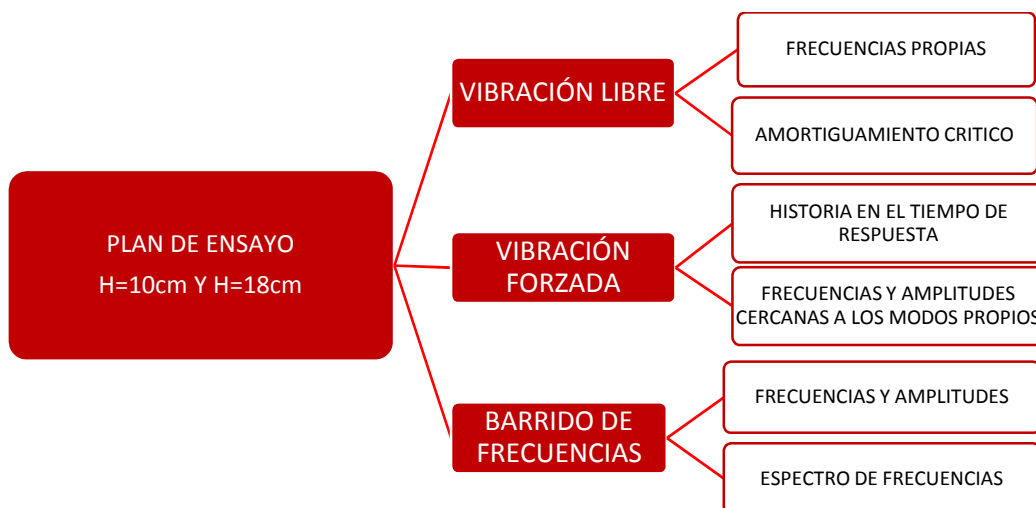 PLAN DE ENSAYO
H=10cm Y H=18cm
VIBRACIÓN LIBRE
FRECUENCIAS PROPIAS
AMORTIGUAMIENTO CRITICO
VIBRACIÓN
FORZADA
HISTORIA EN EL TIEMPO DE
RESPUESTA
FRECUENCIAS Y AMPLITUDES
CERCANAS A LOS MODOS PROPIOS
BARRIDO DE
FRECUENCIAS
FRECUENCIAS Y AMPLITUDES
ESPECTRO DE FRECUENCIAS